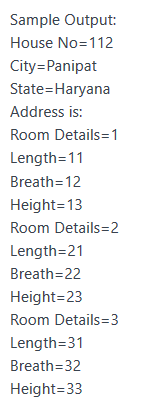 Sample Output:
House No=112
City=Panipat
State=Haryana
Address is:
Room Details=1
Length=11
Breath=12
Height=13
Room Details=2
Length=21
Breath=22
Height=23
Room Details=3
Length=31
Breath=32
Height=33